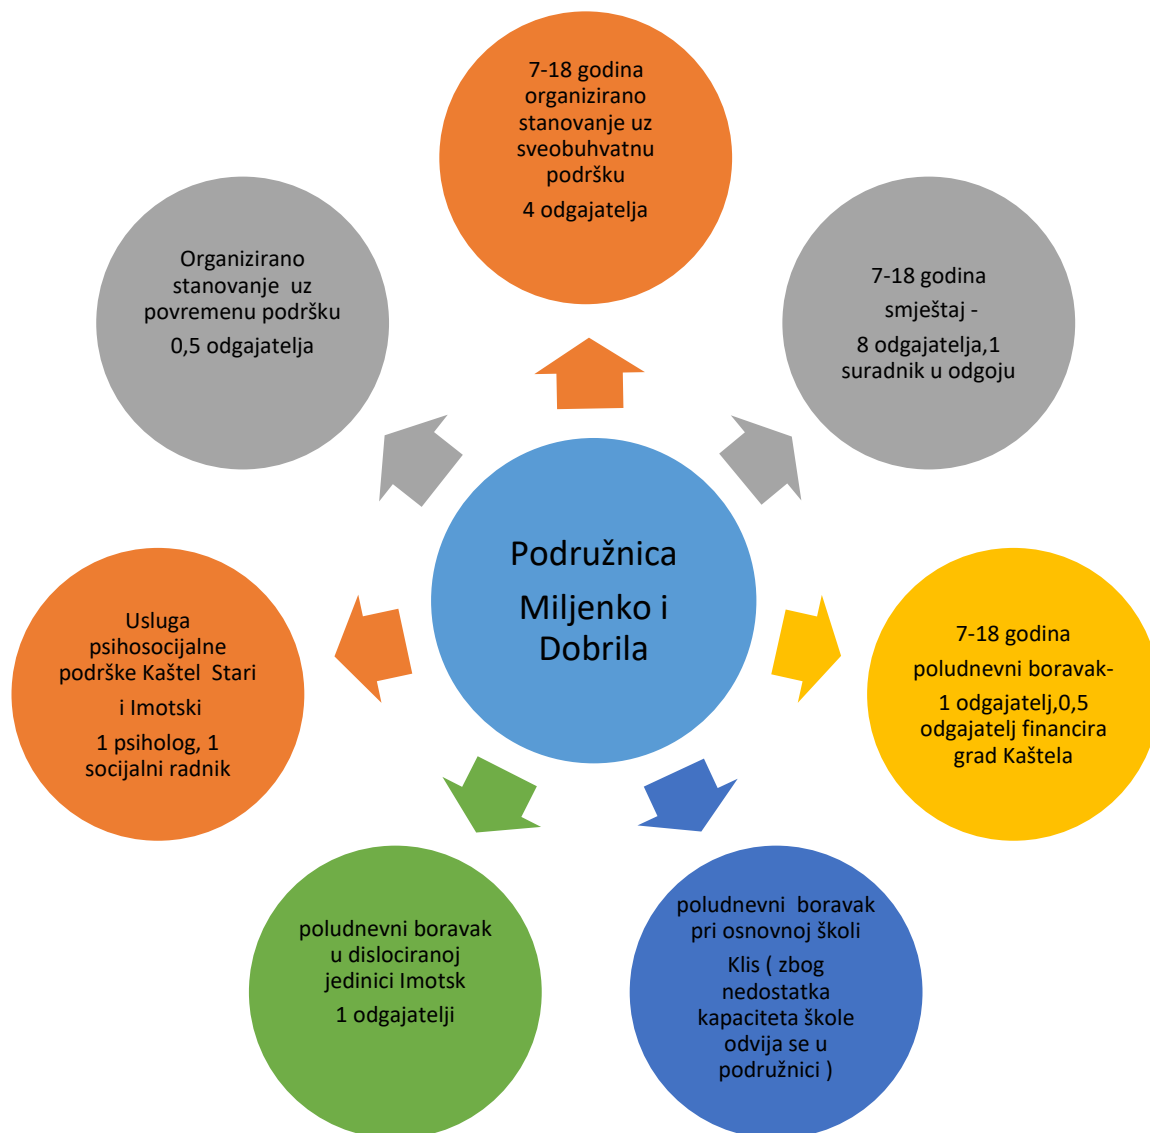 7-18 godina
organizirano
stanovanje uz
sveobuhvatnu
podršku
4 odgajatelja
7-18 godina
smještaj -
8 odgajatelja,1
suradnik u odgoju
7-18 godina
poludnevni boravak-
1 odgajatelj,0,5
odgajatelj financira
grad Kaštela
poludnevni boravak
pri osnovnoj školi
Klis ( zbog
nedostatka
kapaciteta škole
odvija se u
podružnici )
poludnevni boravak
u dislociranoj
jedinici Imotsk
1 odgajatelji
Usluga
psihosocijalne
podrške Kaštel Stari
i Imotski
1 psiholog, 1
socijalni radnik
Organizirano
stanovanje uz
povremenu podršku
0,5 odgajatelja
Podružnica
Miljenko i
Dobrila